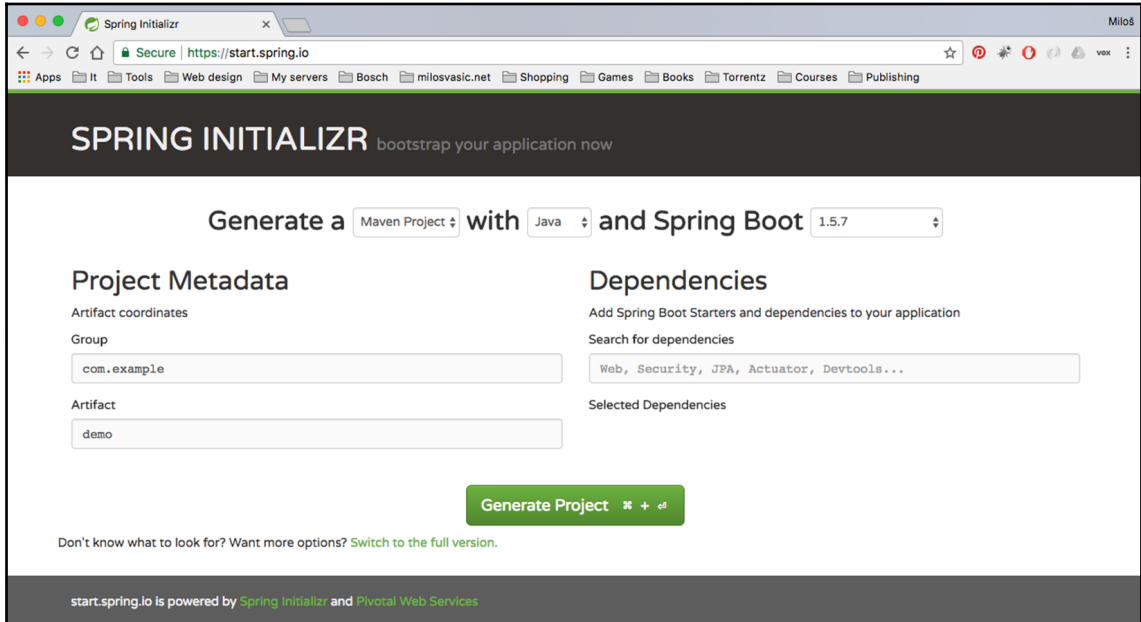 Spring Initializr
Miloš
Secure | https://start.spring.io
vox
Apps It Tools Web design My servers Bosch milosvasic.net Shopping Games Books Torrentz Courses Publishing
SPRING INITIALIZR bootstrap your application now
Generate a Maven Project with Java and Spring Boot 1.5.7
Project Metadata
Artifact coordinates
Group
com.example
Artifact
demo
Dependencies
Add Spring Boot Starters and dependencies to your application
Search for dependencies
Web, Security, JPA, Actuator, Devtools...
Selected Dependencies
Generate Project ⌘ + ⏎
Don't know what to look for? Want more options? Switch to the full version.
start.spring.io is powered by Spring Initializr and Pivotal Web Services